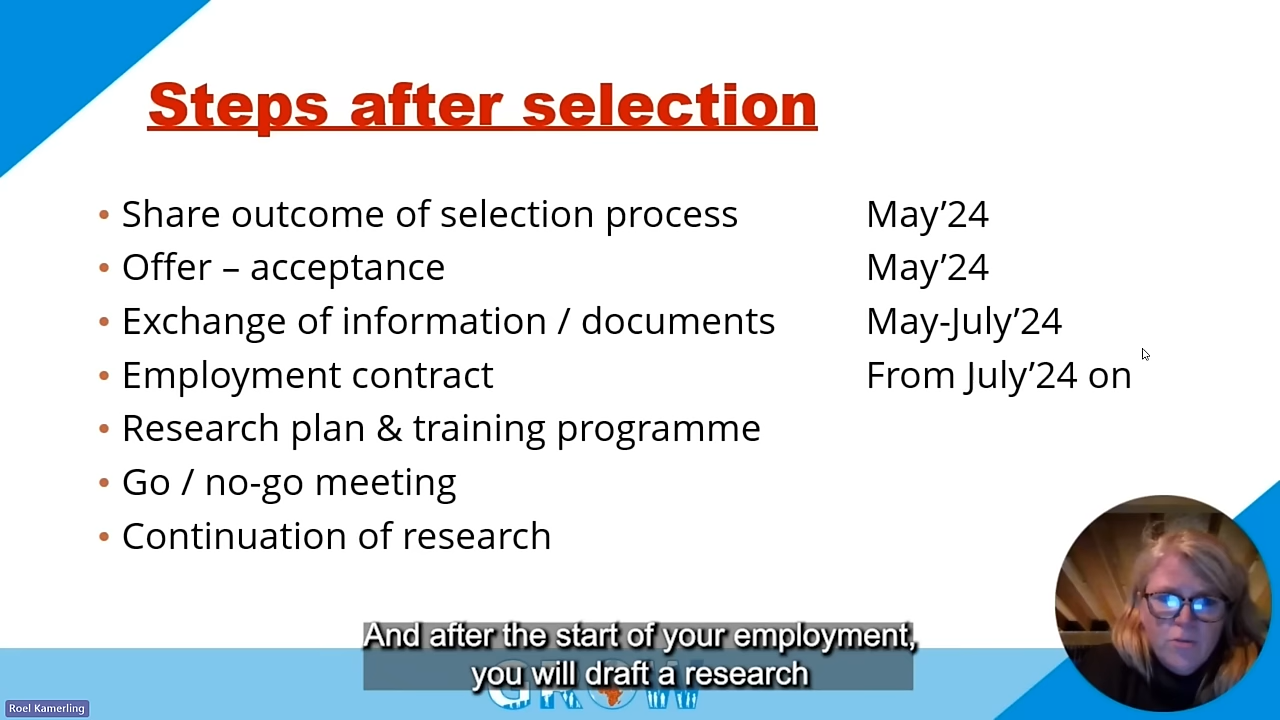 Steps after selection
• Share outcome of selection process May’24
• Offer – acceptance May’24
• Exchange of information / documents May-July’24
• Employment contract From July’24 on
• Research plan & training programme
• Go / no-go meeting
• Continuation of research
And after the start of your employment,
you will draft a research
GROW
Roel Kamerling